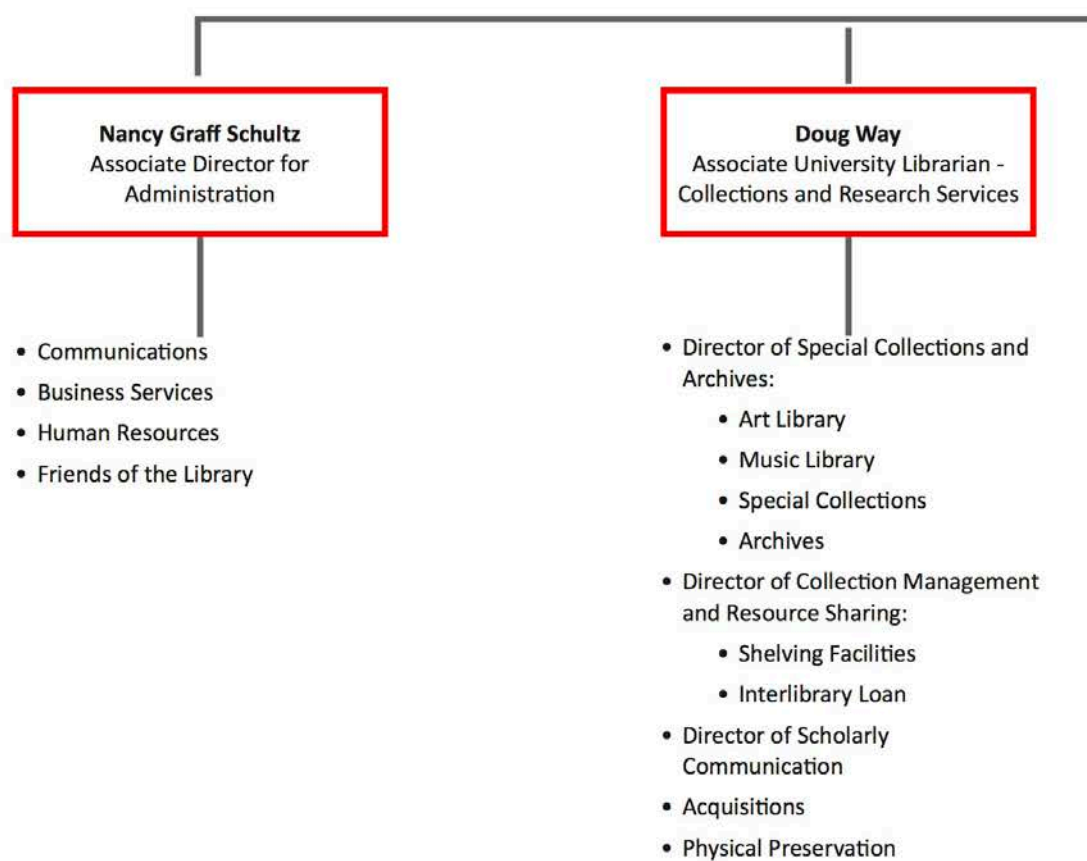 Nancy Graff Schultz
Associate Director for
Administration
• Communications
• Business Services
• Human Resources
• Friends of the Library
Doug Way
Associate University Librarian -
Collections and Research Services
• Director of Special Collections and
Archives:
• Art Library
• Music Library
• Special Collections
• Archives
• Director of Collection Management
and Resource Sharing:
• Shelving Facilities
• Interlibrary Loan
• Director of Scholarly
Communication
• Acquisitions
• Physical Preservation